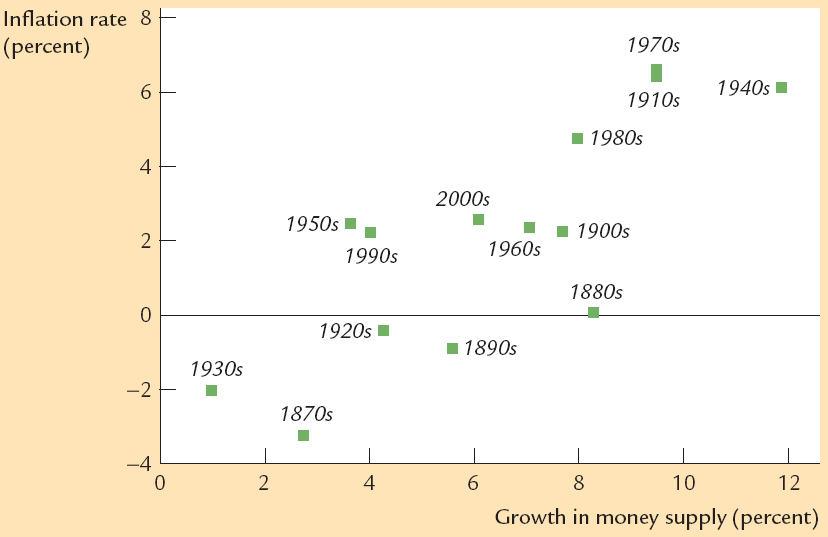 Inflation rate
(percent)
8
6
4
2
0
−2
−4
1970s
1910s
1940s
1980s
2000s
1950s
1990s
1960s
1900s
1880s
1920s
1890s
1930s
1870s
0 2 4 6 8 10 12
Growth in money supply (percent)